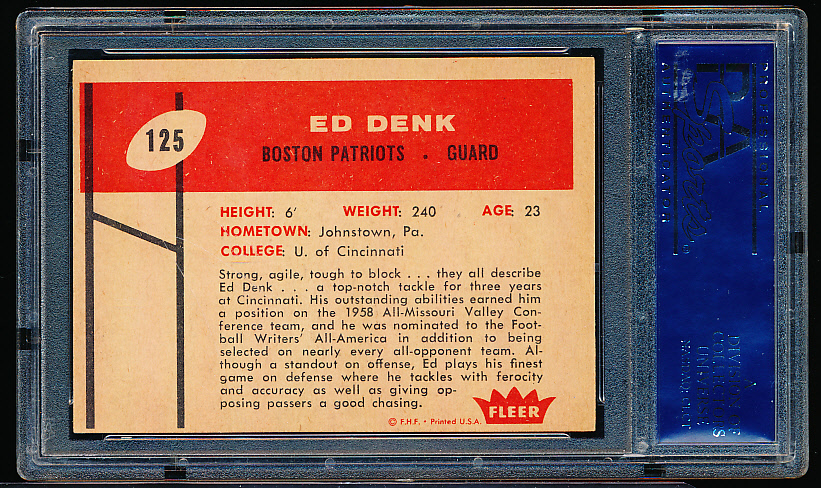 125
ED DENK
BOSTON PATRIOTS . GUARD
HEIGHT: 6' WEIGHT: 240 AGE: 23
HOMETOWN: Johnstown, Pa.
COLLEGE: U. of Cincinnati
Strong, agile, tough to block . . . they all describe
Ed Denk . . . a top-notch tackle for three years
at Cincinnati. His outstanding abilities earned him
a position on the 1958 All-Missouri Valley Con-
ference team, and he was nominated to the Foot-
ball Writers' All-America in addition to being
selected on nearly every all-opponent team. Al-
though a standout on offense, Ed plays his finest
game on defense where he tackles with ferocity
and accuracy as well as giving op-
posing passers a good chasing.
FLEER
© F.H.F. • Printed U.S.A.
PROFESSIONAL